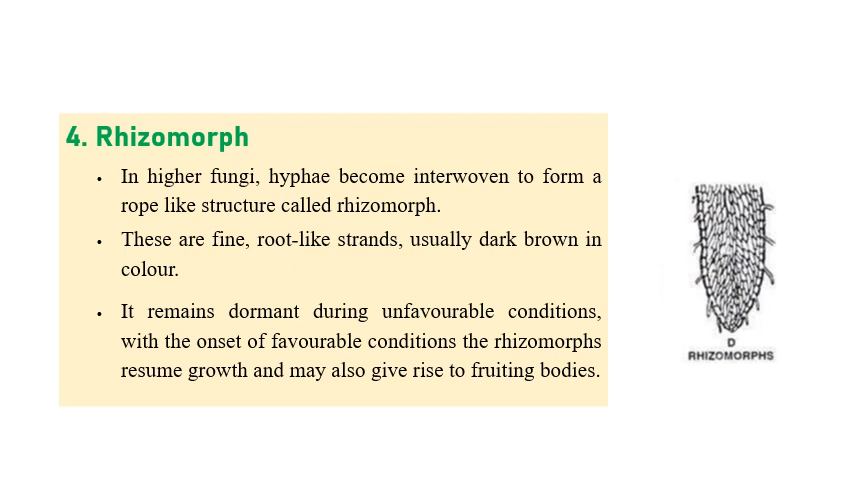 4. Rhizomorph
• In higher fungi, hyphae become interwoven to form a
rope like structure called rhizomorph.
• These are fine, root-like strands, usually dark brown in
colour.
• It remains dormant during unfavourable conditions,
with the onset of favourable conditions the rhizomorphs
resume growth and may also give rise to fruiting bodies.
D
RHIZOMORPHS